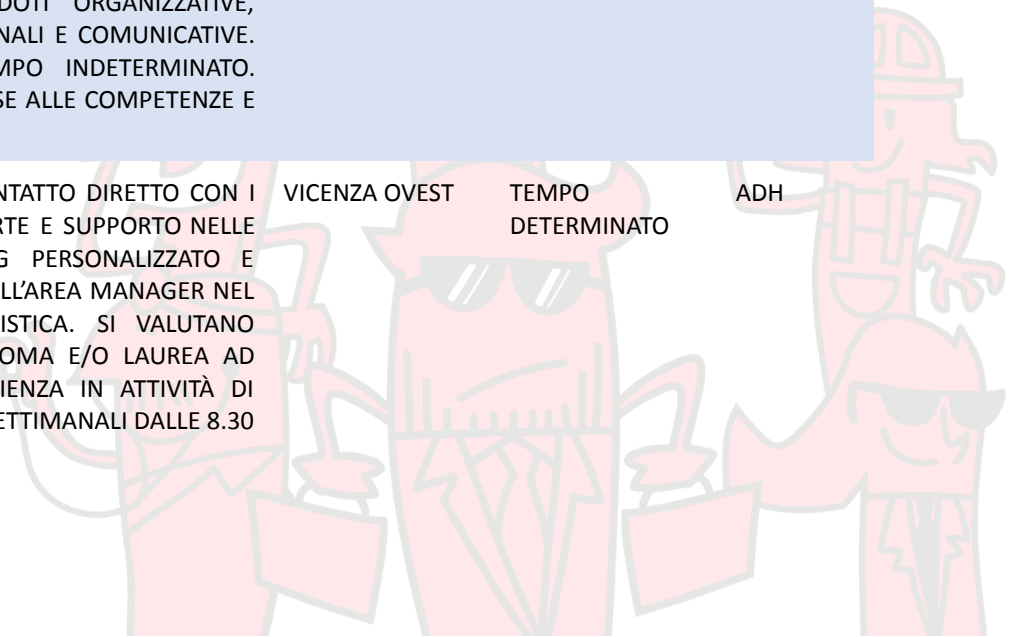 DOTI ORGANIZZATIVE,
NALI E COMUNICATIVE.
MPO INDETERMINATO.
SE ALLE COMPETENZE E
NTATTO DIRETTO CON I VICENZA OVEST TEMPO ADH
RTE E SUPPORTO NELLE DETERMINATO
G PERSONALIZZATO E
LL'AREA MANAGER NEL
ISTICA. SI VALUTANO
OMA E/O LAUREA AD
IENZA IN ATTIVITÀ DI
ETTIMANALI DALLE 8.30